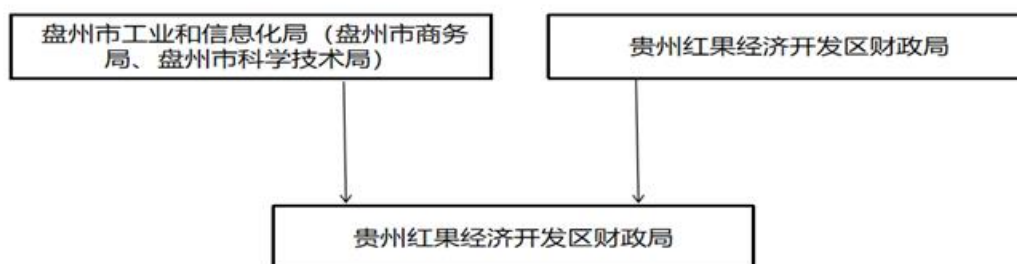 盘州市工业和信息化局（盘州市商务
局、盘州市科学技术局）
贵州红果经济开发区财政局
贵州红果经济开发区财政局